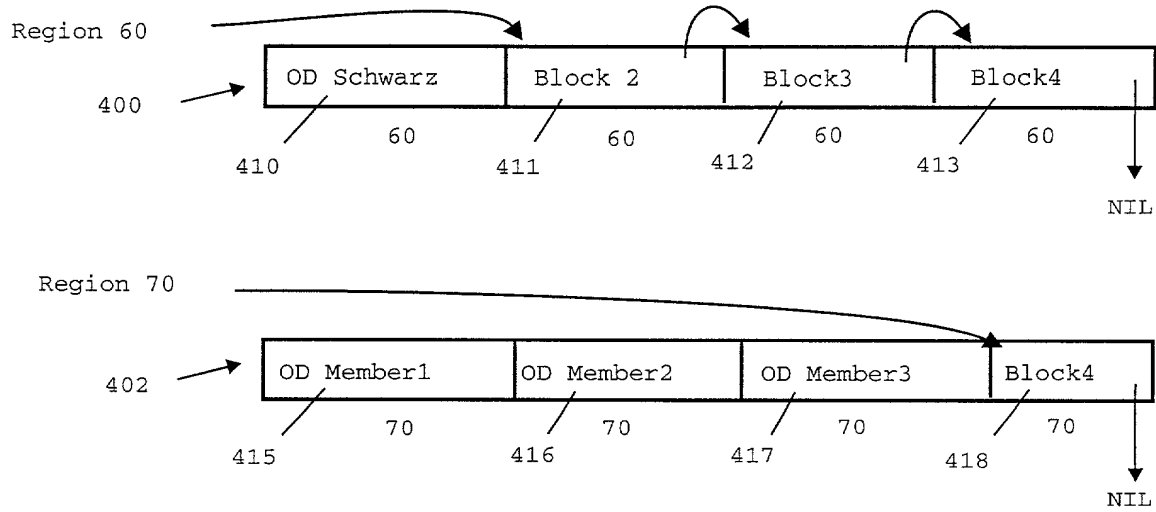 Region 60
OD Schwarz Block 2 Block3 Block4
400
60 60 60 60
410 411 412 413
NIL
Region 70
OD Member1 OD Member2 OD Member3 Block4
402
70 70 70 70
415 416 417 418
NIL